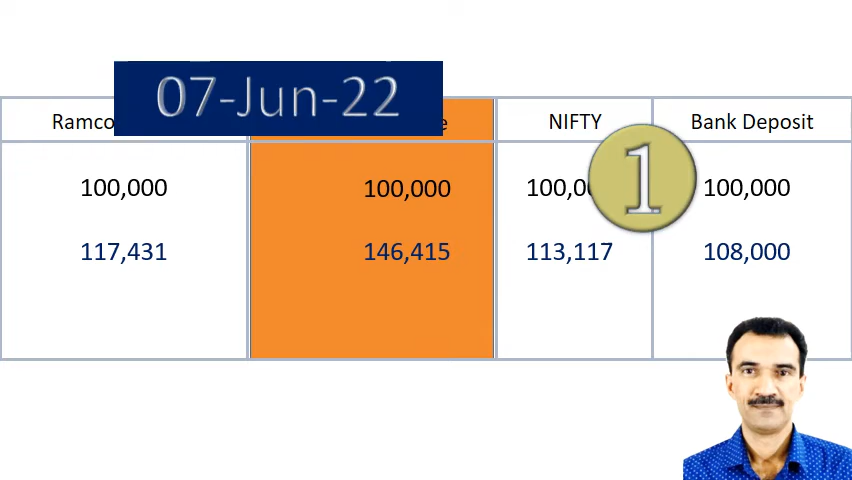 07-Jun-22
NIFTY Bank Deposit
100,000 100,000 100,000
1
117,431 146,415 113,117 108,000